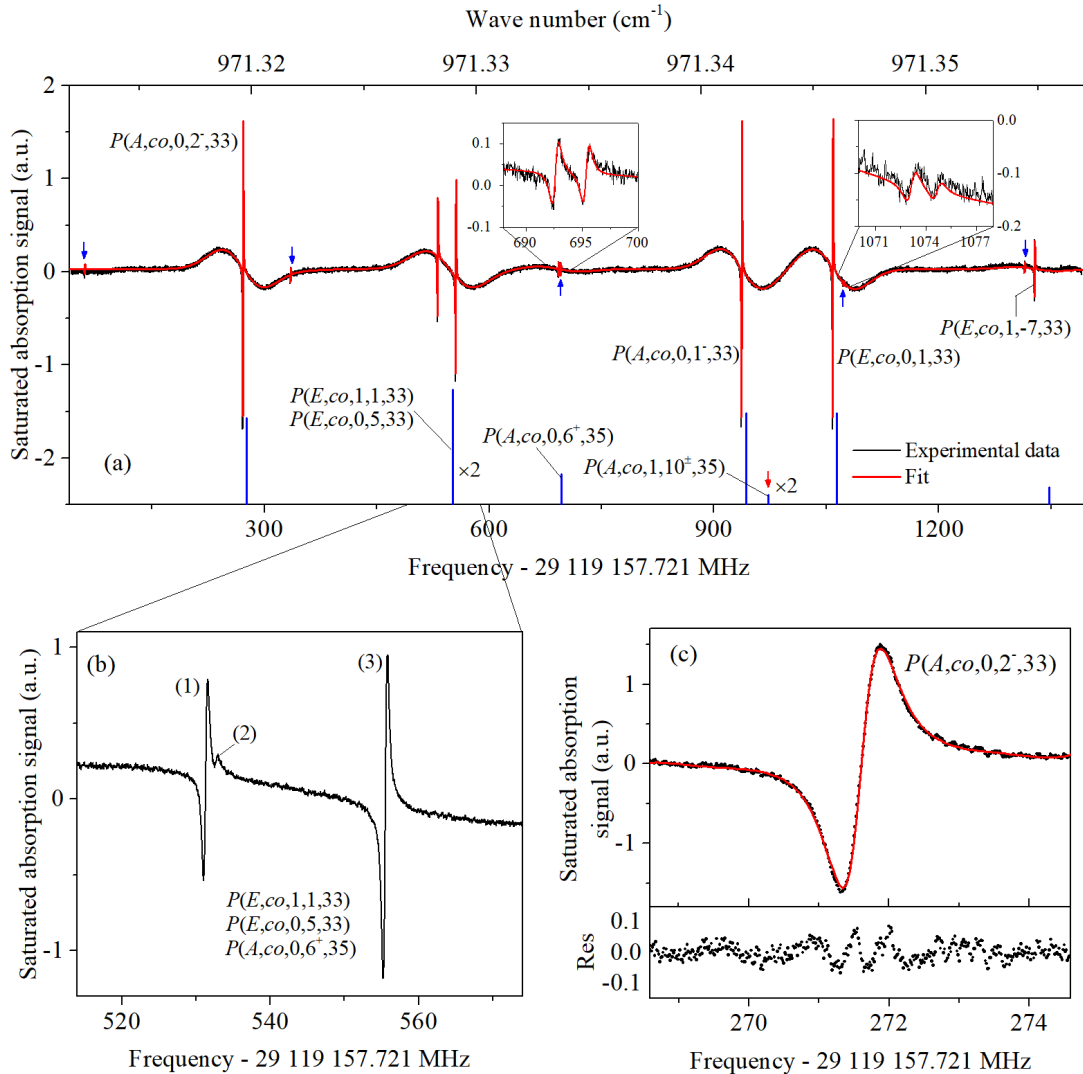 Wave number (cm⁻¹)
971.32 971.33 971.34 971.35
Saturated absorption signal (a.u.)
2
1
0
-1
-2
P(A,co,0,2⁻,33)
0.1
0.0
-0.1
690 695 700
0.0
-0.1
-0.2
1071 1074 1077
P(E,co,1,-7,33)
P(A,co,0,1⁻,33)
P(E,co,0,1,33)
P(E,co,1,1,33)
P(E,co,0,5,33)
P(A,co,0,6⁺,35)
P(A,co,1,10±,35)
×2
×2
(a)
Experimental data
Fit
300 600 900 1200
Frequency - 29 119 157.721 MHz
Saturated absorption signal (a.u.)
1
0
-1
(b)
(1)
(2)
(3)
P(E,co,1,1,33)
P(E,co,0,5,33)
P(A,co,0,6⁺,35)
520 540 560
Frequency - 29 119 157.721 MHz
Saturated absorption
signal (a.u.)
1
0
-1
(c)
P(A,co,0,2⁻,33)
Res
0.1
0.0
-0.1
270 272 274
Frequency - 29 119 157.721 MHz